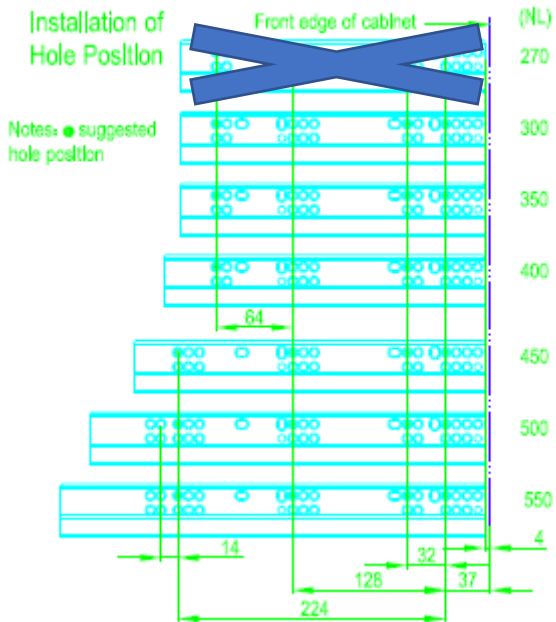 Installation of
Hole Position
Front edge of cabinet
(NL)
270
Notes: ● suggested
hole position
300
350
400
64
450
500
550
4
14
32
128
37
224